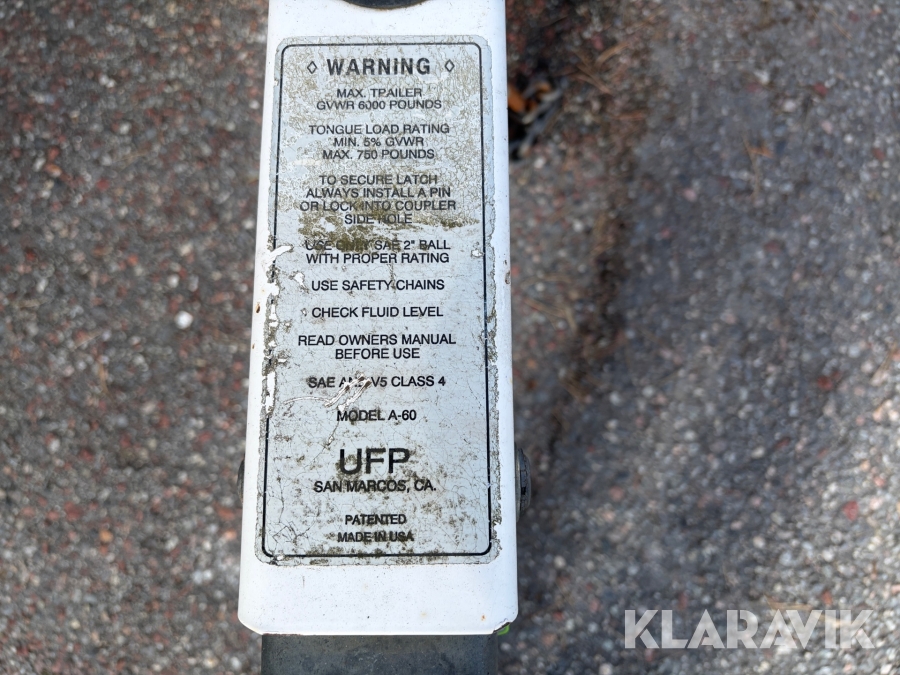 WARNING
MAX. TRAILER
GVWR 6000 POUNDS
TONGUE LOAD RATING
MIN. 5% GVWR
MAX. 750 POUNDS
TO SECURE LATCH
ALWAYS INSTALL A PIN
OR LOCK INTO COUPLER
SIDE HOLE
USE ONLY SAE 2" BALL
WITH PROPER RATING
USE SAFETY CHAINS
CHECK FLUID LEVEL
READ OWNERS MANUAL
BEFORE USE
SAE CLASS 4
MODEL A-60
UFP
SAN MARCOS, CA.
PATENTED
MADE IN USA
KLARAVIK